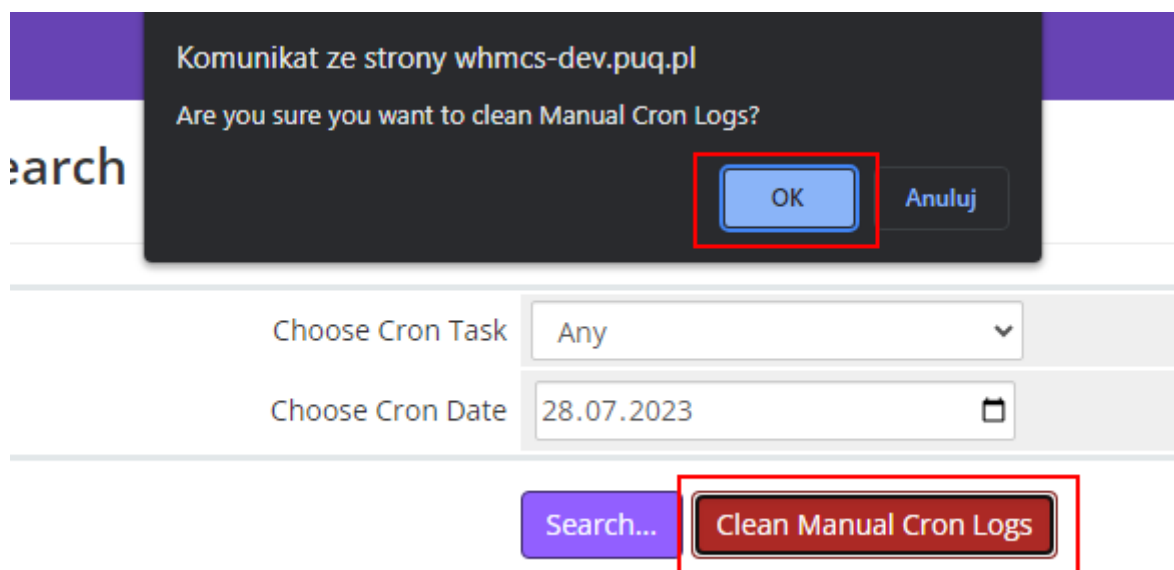 Komunikat ze strony whmcs-dev.puq.pl
Are you sure you want to clean Manual Cron Logs?
OK Anuluj
earch
Choose Cron Task Any
Choose Cron Date 28.07.2023
Search... Clean Manual Cron Logs